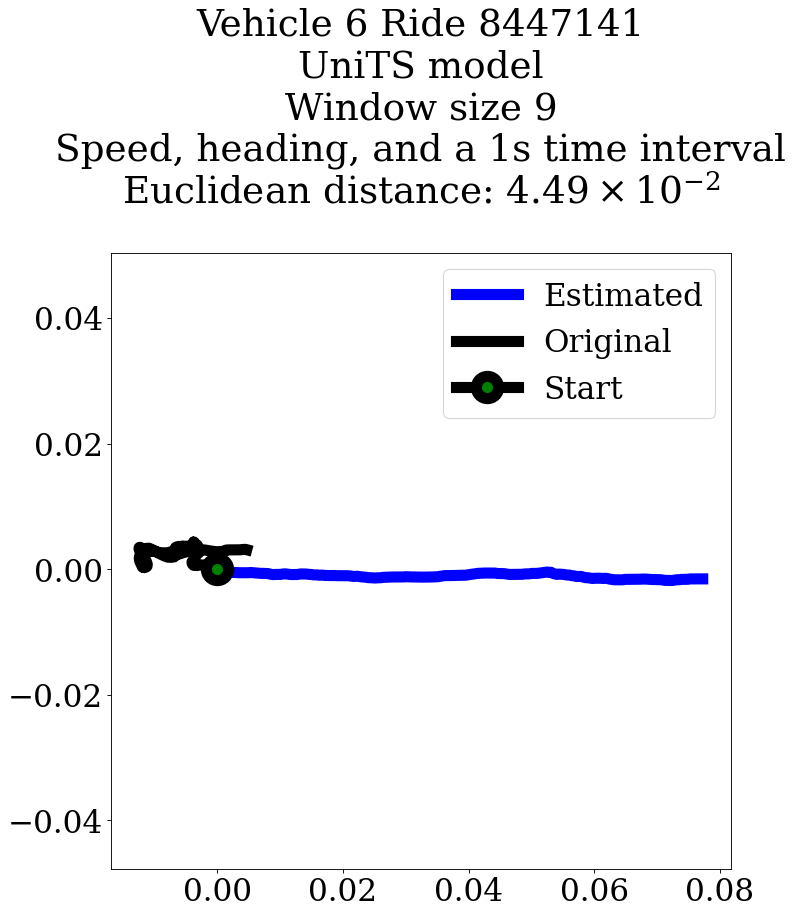 Vehicle 6 Ride 8447141
UniTS model
Window size 9
Speed, heading, and a 1s time interval
Euclidean distance: 4.49 × 10⁻²
Estimated
Original
Start
0.04
0.02
0.00
−0.02
−0.04
0.00 0.02 0.04 0.06 0.08